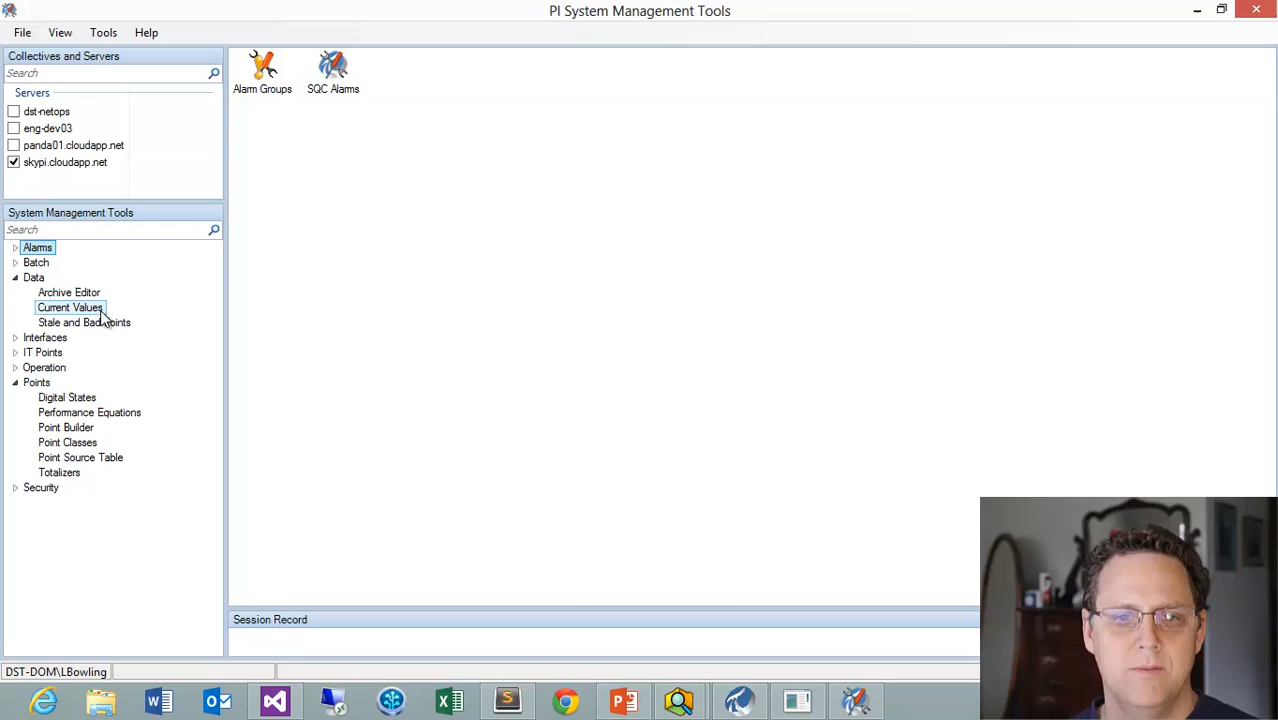 PI System Management Tools
File View Tools Help
Collectives and Servers
Search
Servers
dst-netops
eng-dev03
panda01.cloudapp.net
skypi.cloudapp.net
System Management Tools
Search
Alarms
Batch
Data
Archive Editor
Current Values
Stale and Bad Points
Interfaces
IT Points
Operation
Points
Digital States
Performance Equations
Point Builder
Point Classes
Point Source Table
Totalizers
Security
Alarm Groups SQC Alarms
Session Record
DST-DOM\LBowling